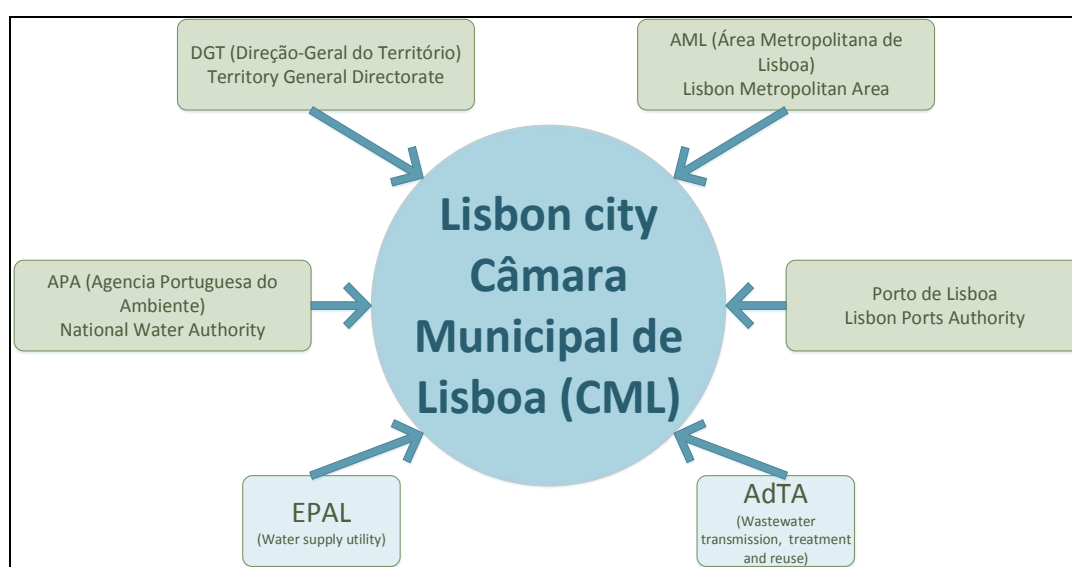 DGT (Direção-Geral do Território)
Territory General Directorate
AML (Área Metropolitana de
Lisboa)
Lisbon Metropolitan Area
Lisbon city
Câmara
Municipal de
Lisboa (CML)
APA (Agencia Portuguesa do
Ambiente)
National Water Authority
Porto de Lisboa
Lisbon Ports Authority
EPAL
(Water supply utility)
AdTA
(Wastewater
transmission, treatment
and reuse)